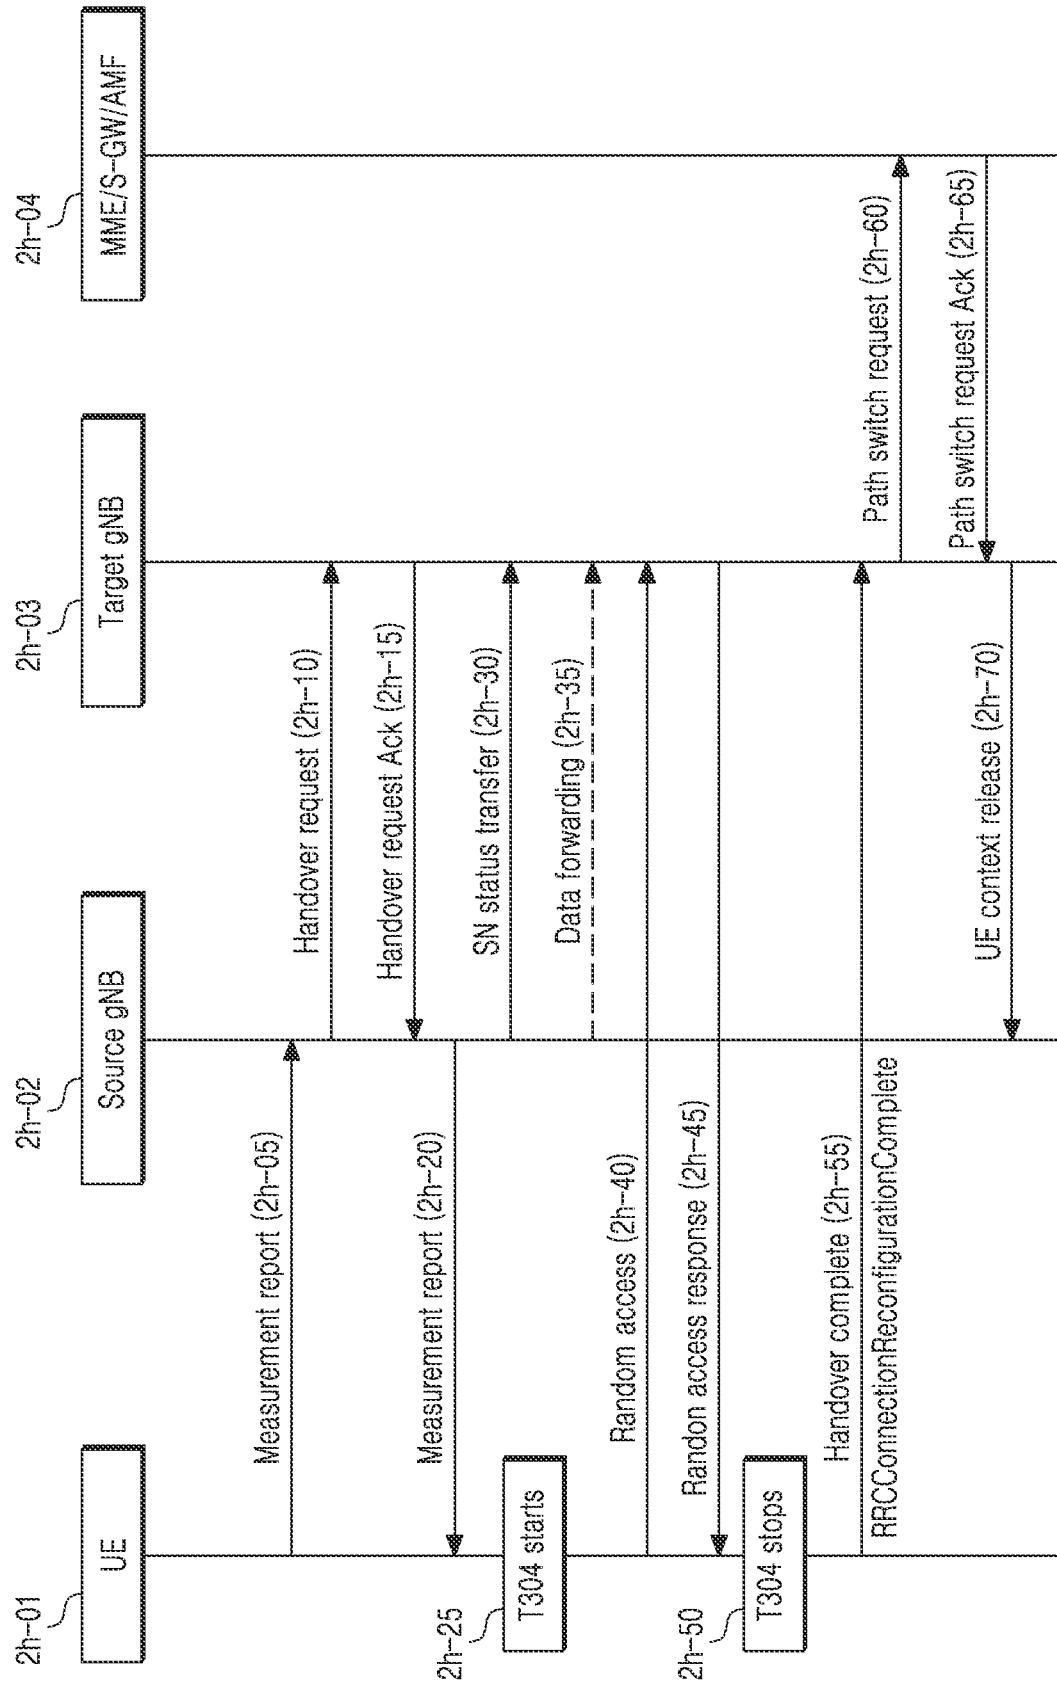 2h-01
UE
2h-02
Source gNB
2h-03
Target gNB
2h-04
MME/S-GW/AMF
Measurement report (2h-05)
Handover request (2h-10)
Handover request Ack (2h-15)
Measurement report (2h-20)
2h-25
T304 starts
SN status transfer (2h-30)
Data forwarding (2h-35)
Random access (2h-40)
Randon access response (2h-45)
2h-50
T304 stops
Handover complete (2h-55)
RRCConnectionReconfigurationComplete
Path switch request (2h-60)
Path switch request Ack (2h-65)
UE context release (2h-70)